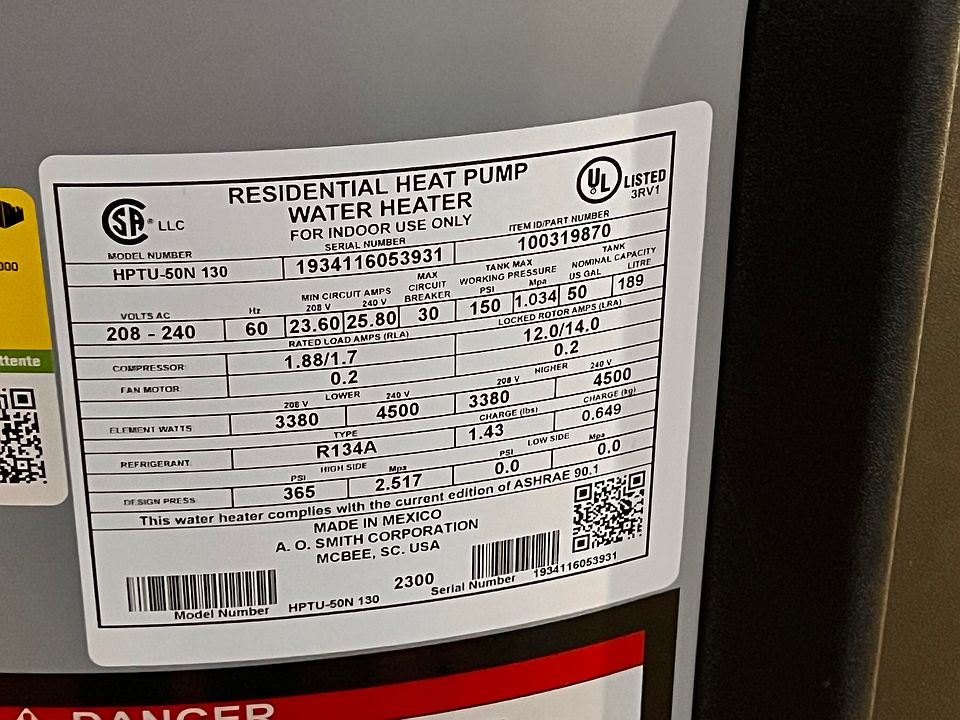 RESIDENTIAL HEAT PUMP
WATER HEATER
FOR INDOOR USE ONLY
SA ® LLC
UL LISTED
3RV1
MODEL NUMBER
HPTU-50N 130
SERIAL NUMBER
1934116053931
ITEM ID/PART NUMBER
100319870
VOLTS AC
208 - 240
Hz
60
MIN CIRCUIT AMPS
208 V 240 V
23.60 25.80
MAX
CIRCUIT
BREAKER
30
TANK MAX
WORKING PRESSURE
PSI Mpa
150 1.034
TANK
NOMINAL CAPACITY
US GAL LITRE
50 189
RATED LOAD AMPS (RLA)
LOCKED ROTOR AMPS (LRA)
COMPRESSOR 1.88/1.7 12.0/14.0
FAN MOTOR 0.2 0.2
LOWER HIGHER
208 V 240 V 208 V 240 V
ELEMENT WATTS 3380 4500 3380 4500
TYPE CHARGE (lbs) CHARGE (kg)
REFRIGERANT R134A 1.43 0.649
HIGH SIDE LOW SIDE
PSI Mpa PSI Mpa
DESIGN PRESS 365 2.517 0.0 0.0
This water heater complies with the current edition of ASHRAE 90.1
MADE IN MEXICO
A. O. SMITH CORPORATION
MCBEE, SC. USA
2300
Model Number HPTU-50N 130
Serial Number 1934116053931
000
ttente
DANGER